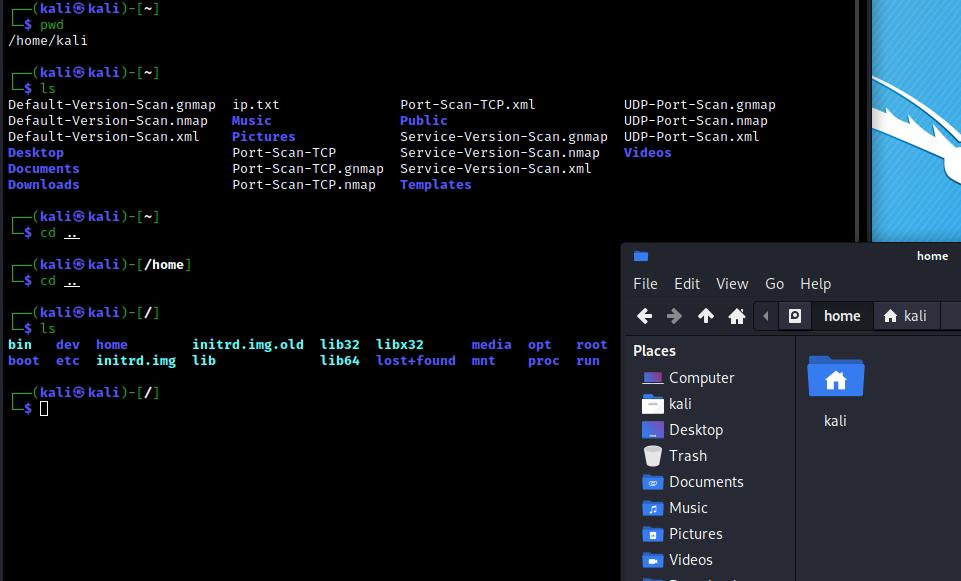 ┌──(kali㉿kali)-[~]
└─$ pwd
/home/kali
┌──(kali㉿kali)-[~]
└─$ ls
Default-Version-Scan.gnmap ip.txt Port-Scan-TCP.xml UDP-Port-Scan.gnmap
Default-Version-Scan.nmap Music Public UDP-Port-Scan.nmap
Default-Version-Scan.xml Pictures Service-Version-Scan.gnmap UDP-Port-Scan.xml
Desktop Port-Scan-TCP Service-Version-Scan.nmap Videos
Documents Port-Scan-TCP.gnmap Service-Version-Scan.xml
Downloads Port-Scan-TCP.nmap Templates
┌──(kali㉿kali)-[~]
└─$ cd ..
┌──(kali㉿kali)-[/home]
└─$ cd ..
┌──(kali㉿kali)-[/]
└─$ ls
bin dev home initrd.img.old lib32 libx32 media opt root
boot etc initrd.img lib lib64 lost+found mnt proc run
┌──(kali㉿kali)-[/]
└─$
home
File Edit View Go Help
home kali
Places
Computer
kali
Desktop
Trash
Documents
Music
Pictures
Videos
kali